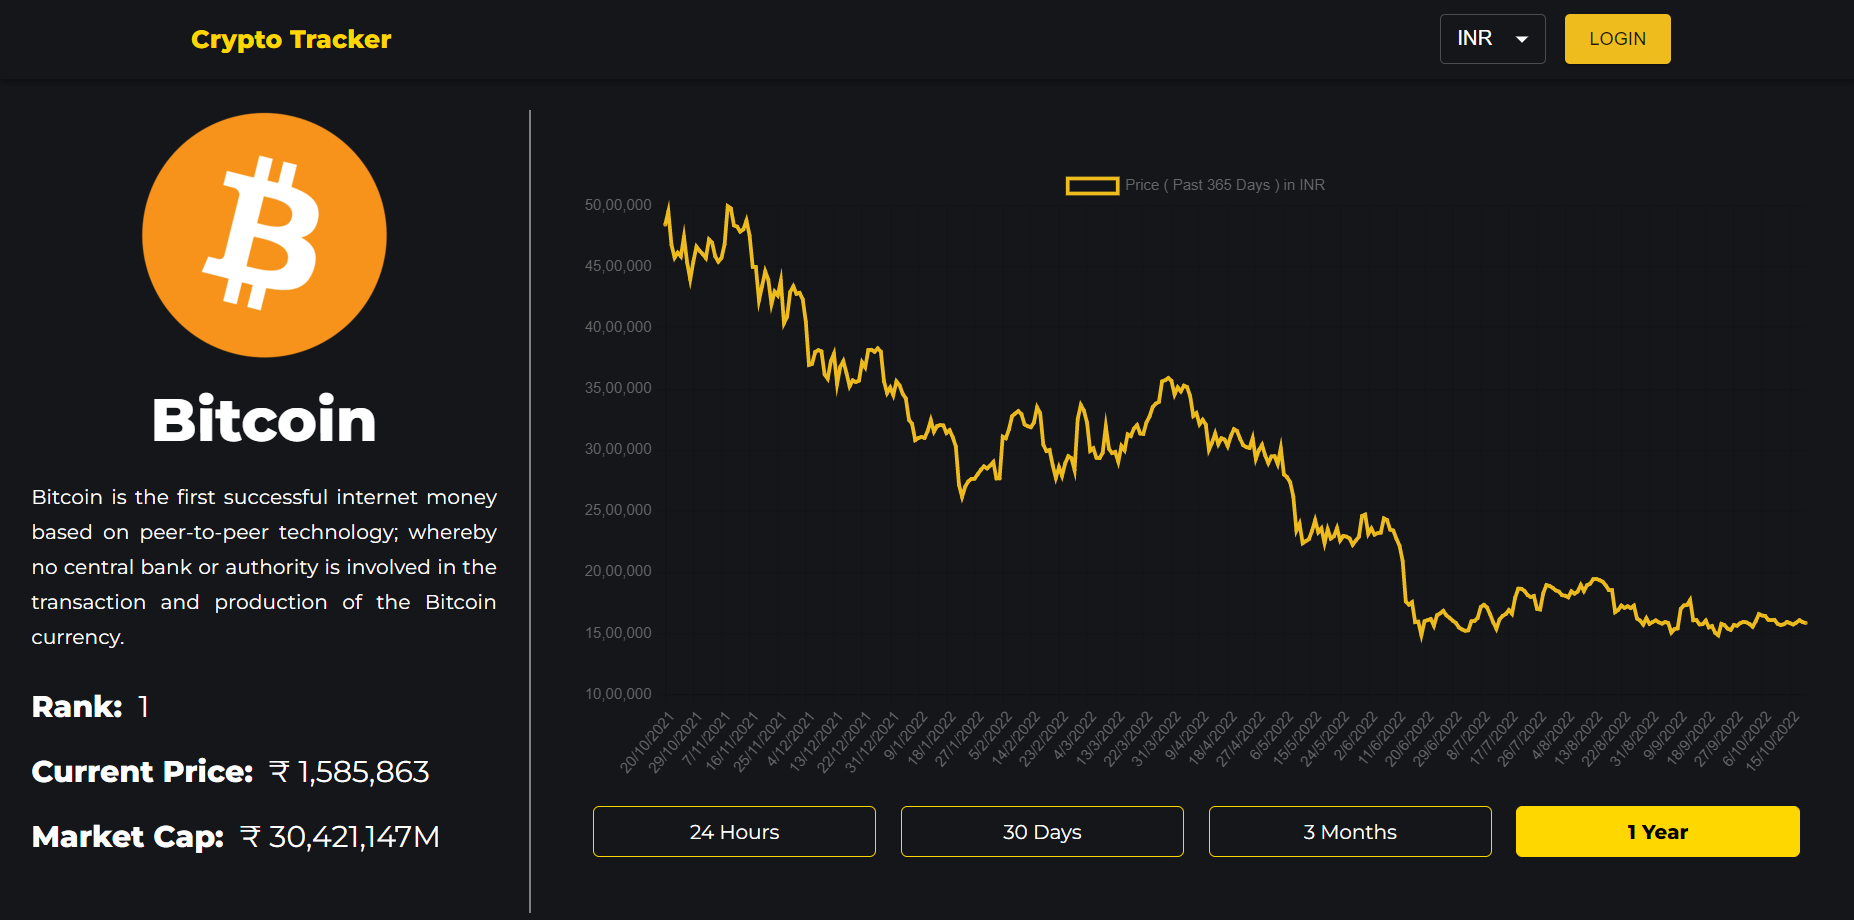 Crypto Tracker
INR
LOGIN
Bitcoin
Bitcoin is the first successful internet money
based on peer-to-peer technology; whereby
no central bank or authority is involved in the
transaction and production of the Bitcoin
currency.
Rank: 1
Current Price: ₹ 1,585,863
Market Cap: ₹ 30,421,147M
Price ( Past 365 Days ) in INR
50,00,000
45,00,000
40,00,000
35,00,000
30,00,000
25,00,000
20,00,000
15,00,000
10,00,000
20/10/2021
29/10/2021
7/11/2021
16/11/2021
25/11/2021
4/12/2021
13/12/2021
22/12/2021
31/12/2021
9/1/2022
18/1/2022
27/1/2022
5/2/2022
14/2/2022
23/2/2022
4/3/2022
13/3/2022
22/3/2022
31/3/2022
9/4/2022
18/4/2022
27/4/2022
6/5/2022
15/5/2022
24/5/2022
2/6/2022
11/6/2022
20/6/2022
29/6/2022
8/7/2022
17/7/2022
26/7/2022
4/8/2022
13/8/2022
22/8/2022
31/8/2022
9/9/2022
18/9/2022
27/9/2022
6/10/2022
15/10/2022
24 Hours
30 Days
3 Months
1 Year